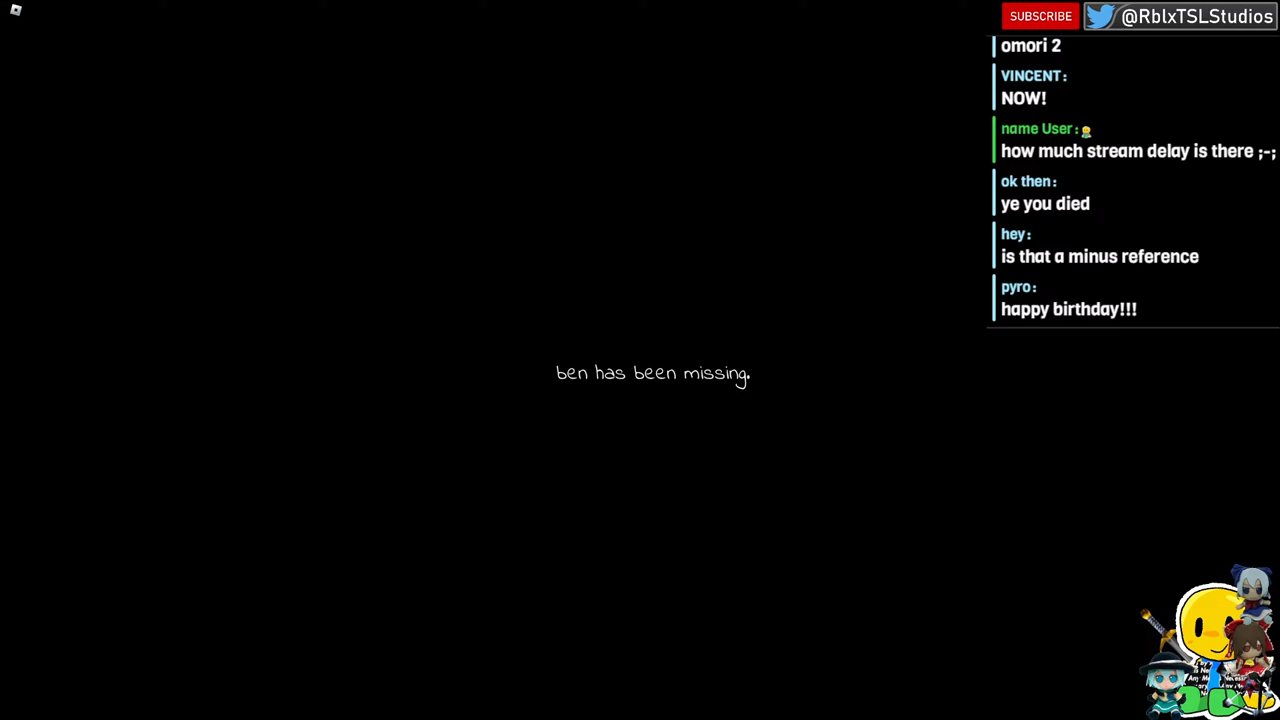 SUBSCRIBE
@RblxTSLStudios
omori 2
VINCENT:
NOW!
name User:
how much stream delay is there ;-;
ok then:
ye you died
hey:
is that a minus reference
pyro:
happy birthday!!!
ben has been missing.